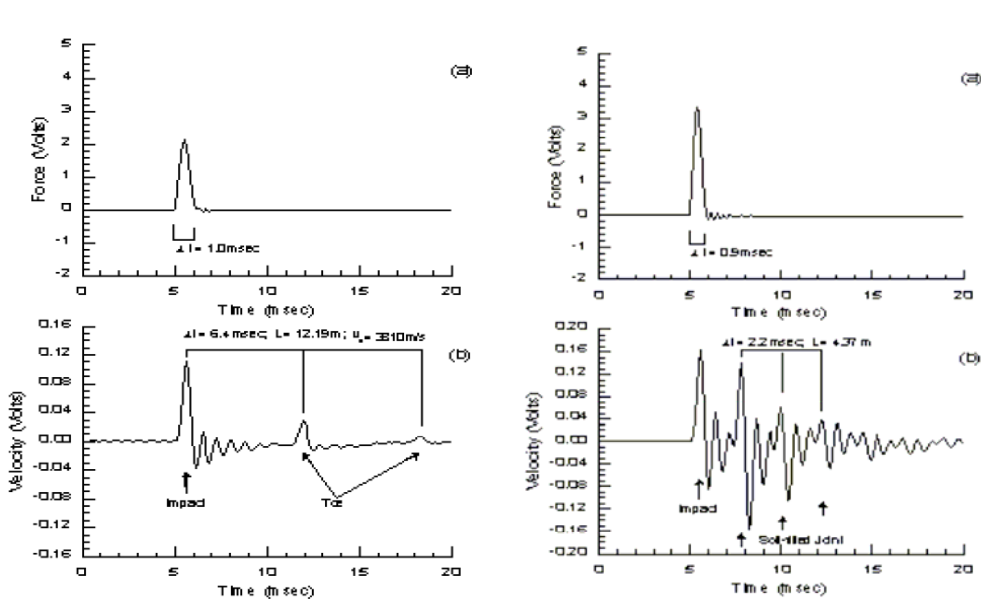 5
4
3
2
1
0
-1
-2
Force (Volts)
(a)
Δt = 1.0msec
0 5 10 15 20
Time (msec)
0.16
0.12
0.08
0.04
0.00
-0.04
-0.08
-0.12
-0.16
Velocity (Volts)
(b)
Δt = 6.4 msec; L = 12.19m; = 3810m/s
Impact
Toe
0 5 10 15 20
Time (msec)
5
4
3
2
1
0
-1
-2
Force (Volts)
(a)
Δt = 0.9msec
0 5 10 15 20
Time (msec)
0.20
0.16
0.12
0.08
0.04
0.00
-0.04
-0.08
-0.12
-0.16
-0.20
Velocity (Volts)
(b)
Δt = 2.2 msec; L = 4.37 m
Impact
Soil-filled Joint
0 5 10 15 20
Time (msec)